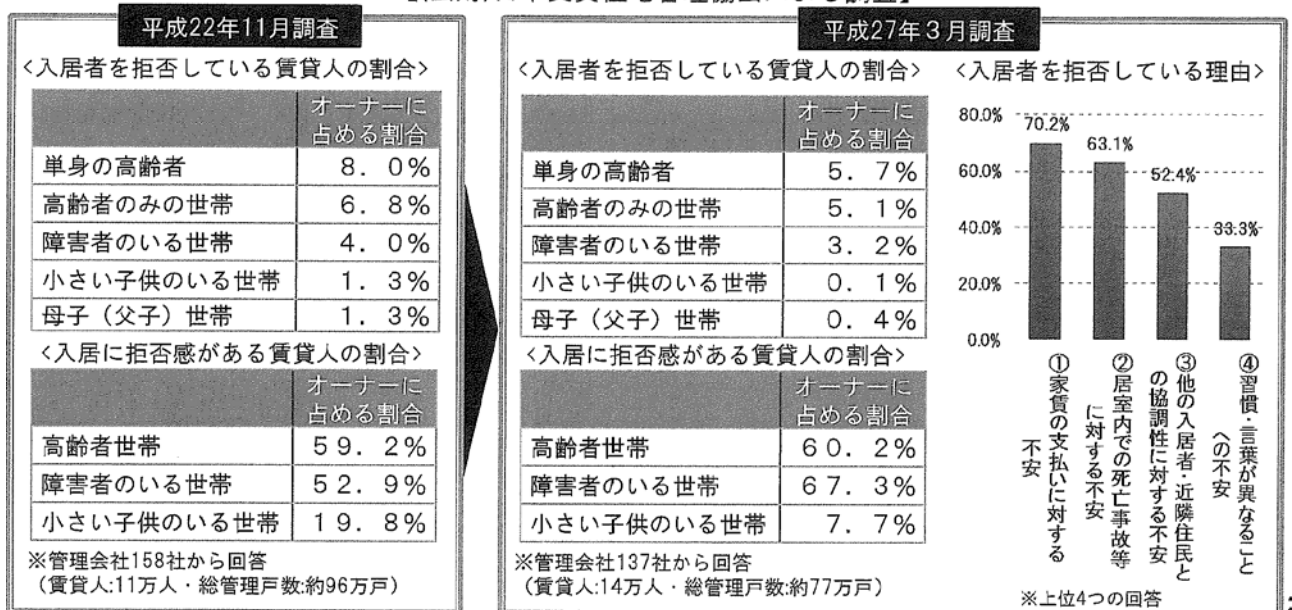 平成22年11月調査
<入居者を拒否している賃貸人の割合>
オーナーに
占める割合
単身の高齢者 8.0%
高齢者のみの世帯 6.8%
障害者のいる世帯 4.0%
小さい子供のいる世帯 1.3%
母子(父子)世帯 1.3%
<入居に拒否感がある賃貸人の割合>
オーナーに
占める割合
高齢者世帯 59.2%
障害者のいる世帯 52.9%
小さい子供のいる世帯 19.8%
※管理会社158社から回答
(賃貸人:11万人・総管理戸数:約96万戸)
平成27年3月調査
<入居者を拒否している賃貸人の割合>
オーナーに
占める割合
単身の高齢者 5.7%
高齢者のみの世帯 5.1%
障害者のいる世帯 3.2%
小さい子供のいる世帯 0.1%
母子(父子)世帯 0.4%
<入居に拒否感がある賃貸人の割合>
オーナーに
占める割合
高齢者世帯 60.2%
障害者のいる世帯 67.3%
小さい子供のいる世帯 7.7%
※管理会社137社から回答
(賃貸人:14万人・総管理戸数:約77万戸)
<入居者を拒否している理由>
80.0%
60.0%
40.0%
20.0%
0.0%
70.2%
63.1%
52.4%
33.3%
①家賃の支払いに対する
不安
②居室内での死亡事故等
に対する不安
③他の入居者・近隣住民と
の協調性に対する不安
④習慣・言葉が異なること
への不安
※上位4つの回答